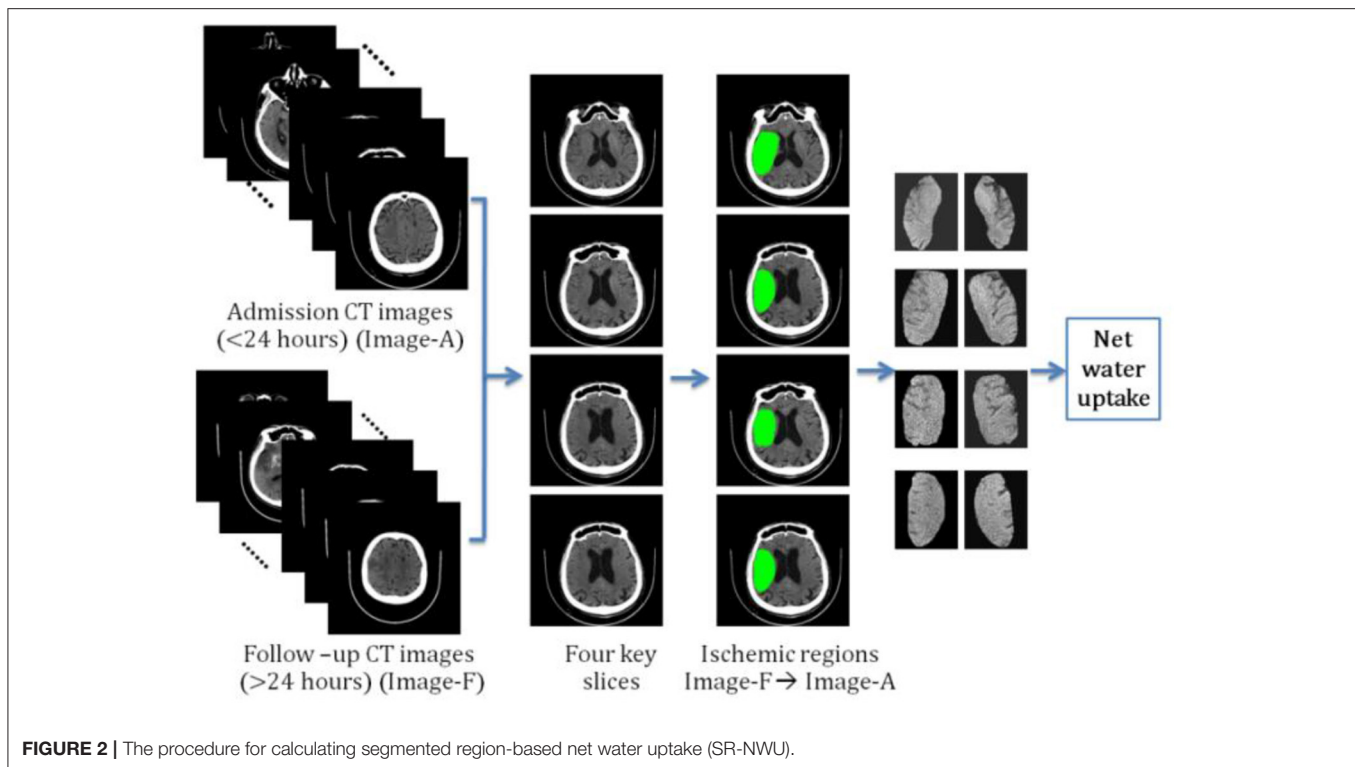 Admission CT images
(<24 hours) (Image-A)
Follow –up CT images
(>24 hours) (Image-F)
Four key
slices
Ischemic regions
Image-F → Image-A
Net
water
uptake
FIGURE 2 | The procedure for calculating segmented region-based net water uptake (SR-NWU).